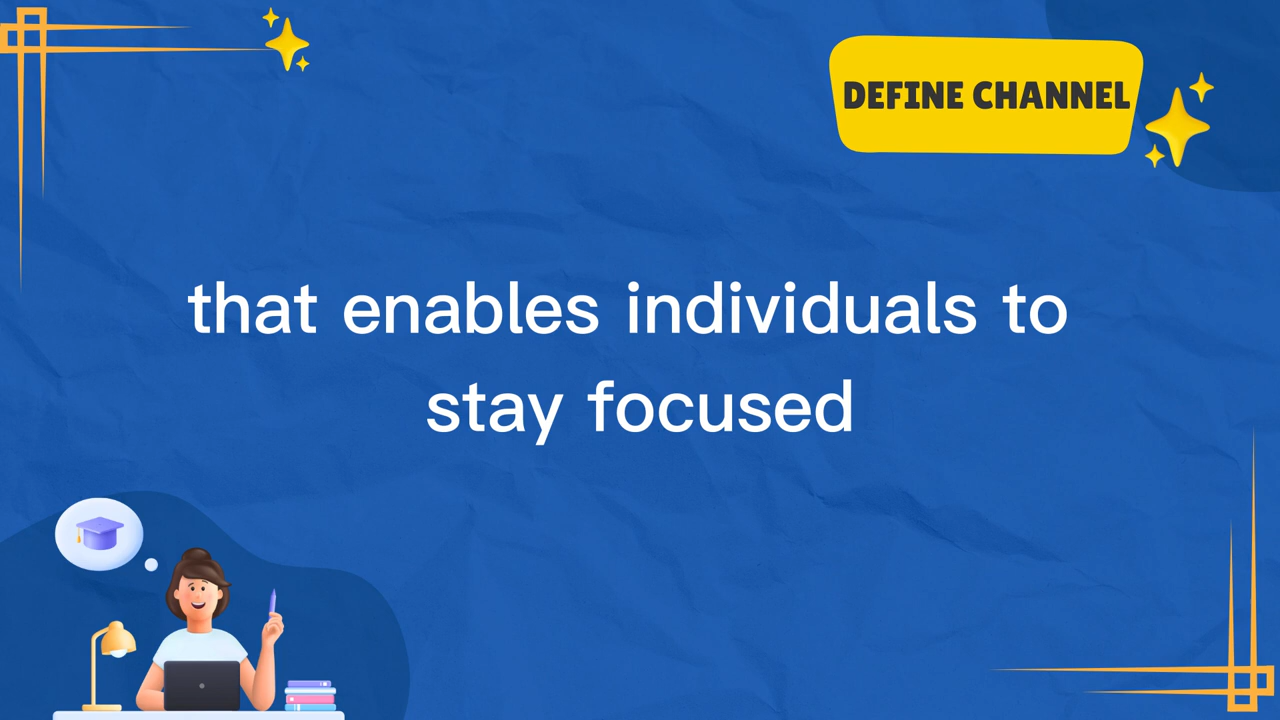 DEFINE CHANNEL
that enables individuals to
stay focused